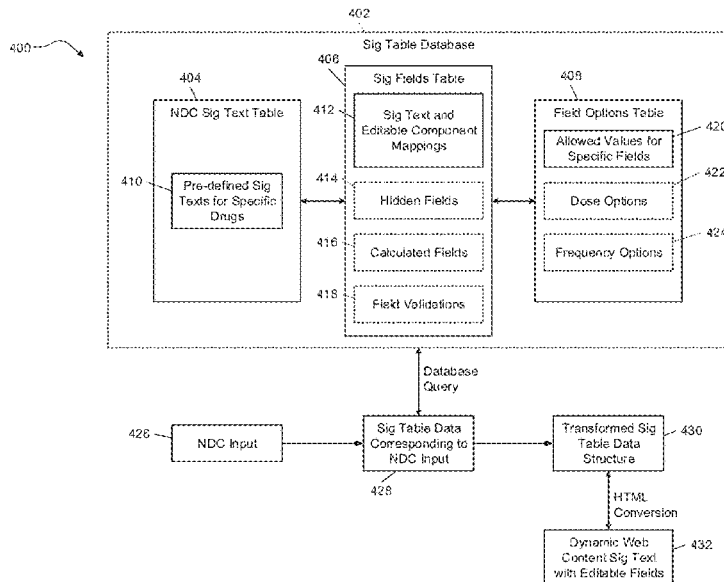 402
400
Sig Table Database
406
404
Sig Fields Table
408
NDC Sig Text Table
412
Sig Text and
Editable Component
Mappings
Field Options Table
420
Allowed Values for
Specific Fields
410
Pre-defined Sig
Texts for Specific
Drugs
414
Hidden Fields
422
Dose Options
416
Calculated Fields
424
Frequency Options
418
Field Validations
Database
Query
426
NDC Input
Sig Table Data
Corresponding to
NDC Input
428
Transformed Sig
Table Data
Structure
430
HTML
Conversion
Dynamic Web
Content Sig Text
with Editable Fields
432